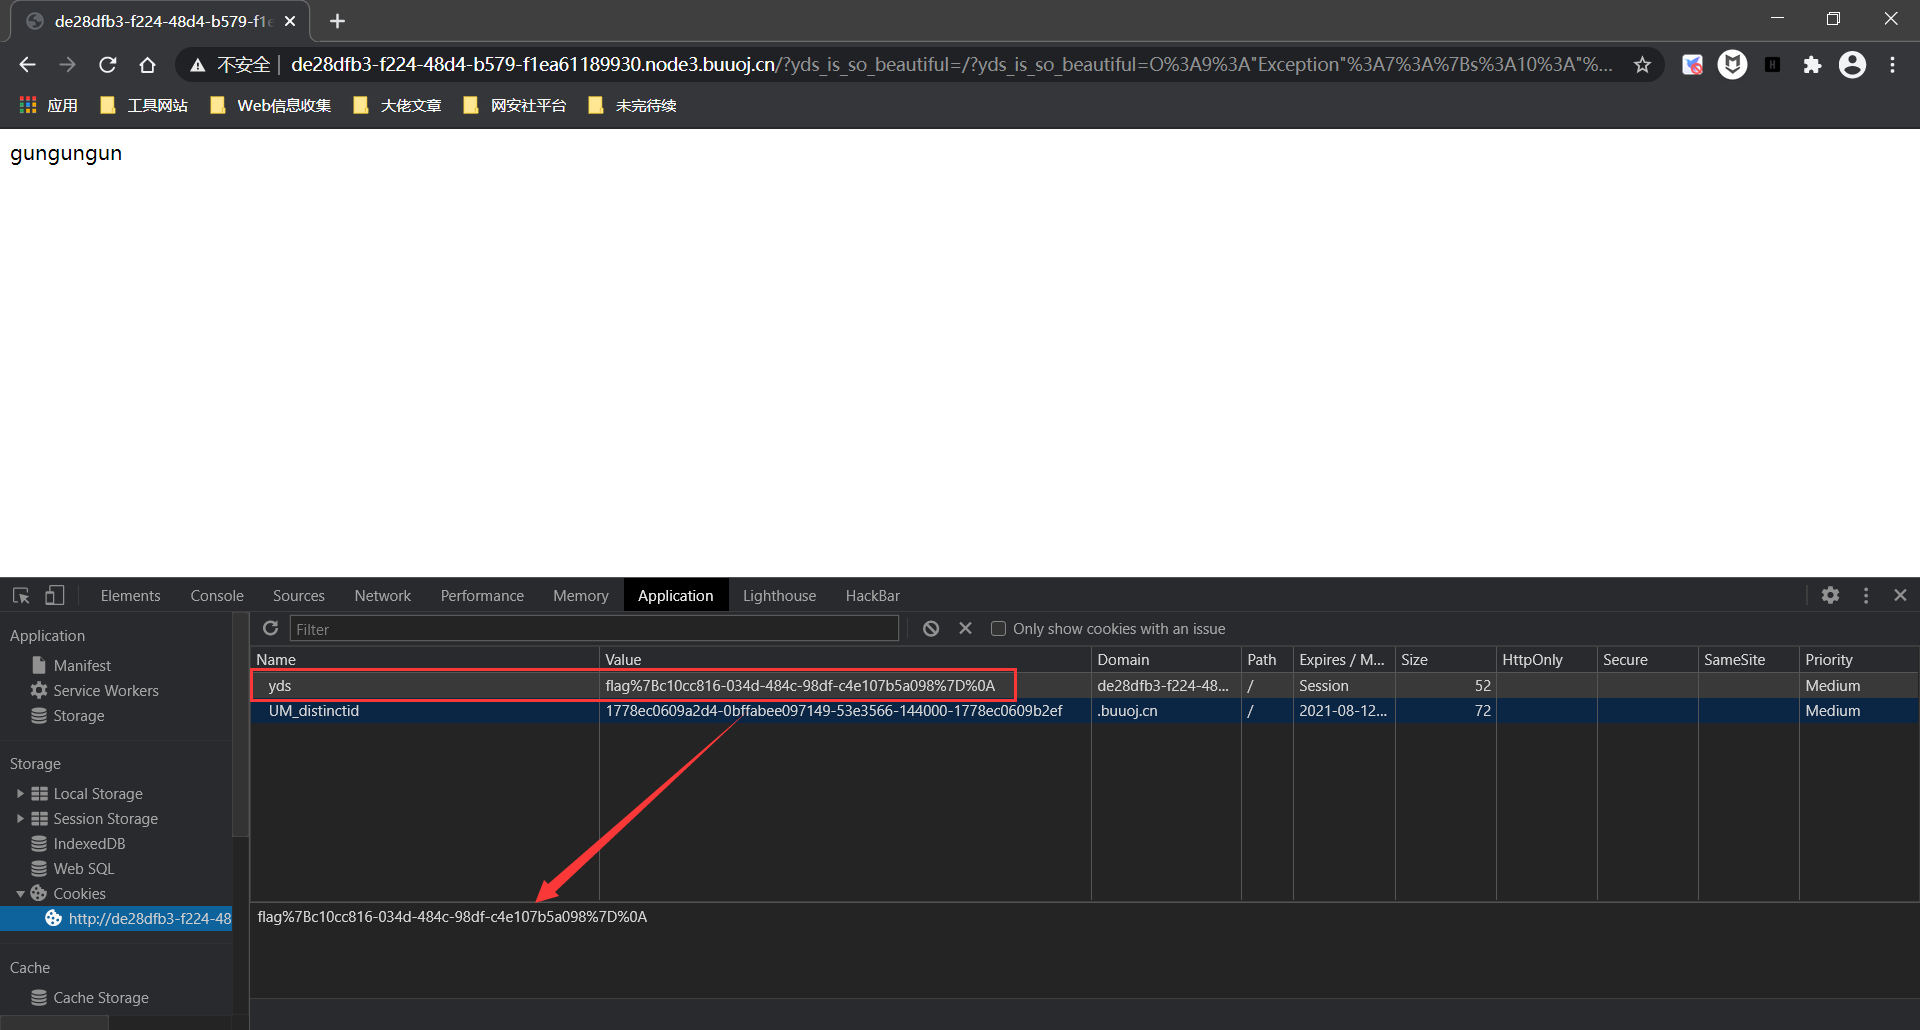 de28dfb3-f224-48d4-b579-f1e
不安全 de28dfb3-f224-48d4-b579-f1ea61189930.node3.buuoj.cn/?yds_is_so_beautiful=/?yds_is_so_beautiful=O%3A9%3A"Exception"%3A7%3A%7Bs%3A10%3A"%...
应用 工具网站 Web信息收集 大佬文章 网安社平台 未完待续
gungungun
Elements Console Sources Network Performance Memory Application Lighthouse HackBar
Filter Only show cookies with an issue
Application
Manifest
Service Workers
Storage
Storage
Local Storage
Session Storage
IndexedDB
Web SQL
Cookies
http://de28dfb3-f224-48
Cache
Cache Storage
Name Value Domain Path Expires / M... Size HttpOnly Secure SameSite Priority
yds flag%7Bc10cc816-034d-484c-98df-c4e107b5a098%7D%0A de28dfb3-f224-48... / Session 52 Medium
UM_distinctid 1778ec0609a2d4-0bffabee097149-53e3566-144000-1778ec0609b2ef .buuoj.cn / 2021-08-12... 72 Medium
flag%7Bc10cc816-034d-484c-98df-c4e107b5a098%7D%0A